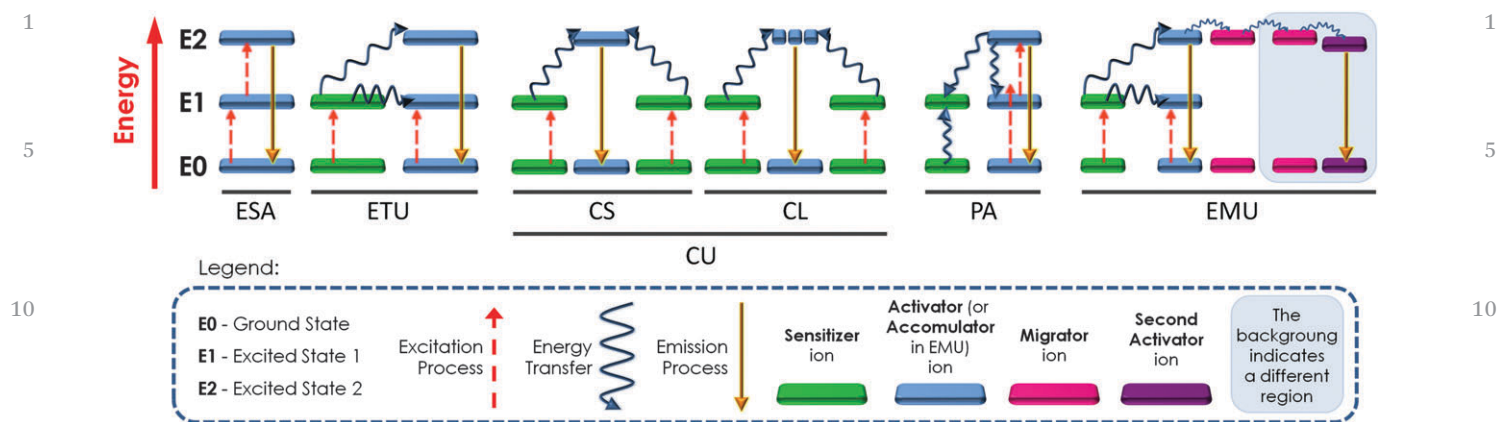 1
1
E2
E1
E0
Energy
5
5
ESA
ETU
CS
CL
PA
EMU
CU
Legend:
10
10
E0 - Ground State
E1 - Excited State 1
E2 - Excited State 2
Excitation
Process
Energy
Transfer
Emission
Process
Sensitizer
ion
Activator (or
Accomulator
in EMU)
ion
Migrator
ion
Second
Activator
ion
The
backgroung
indicates
a different
region